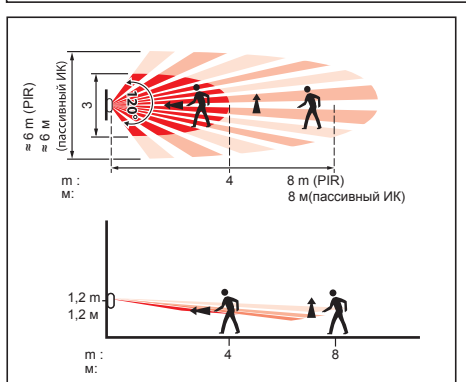 ≈ 6 m (PIR)
≈ 6 м
(пассивный ИК)
3
120°
m :
м:
4
8 m (PIR)
8 м(пассивный ИК)
1,2 m
1,2 м
m :
м:
4
8